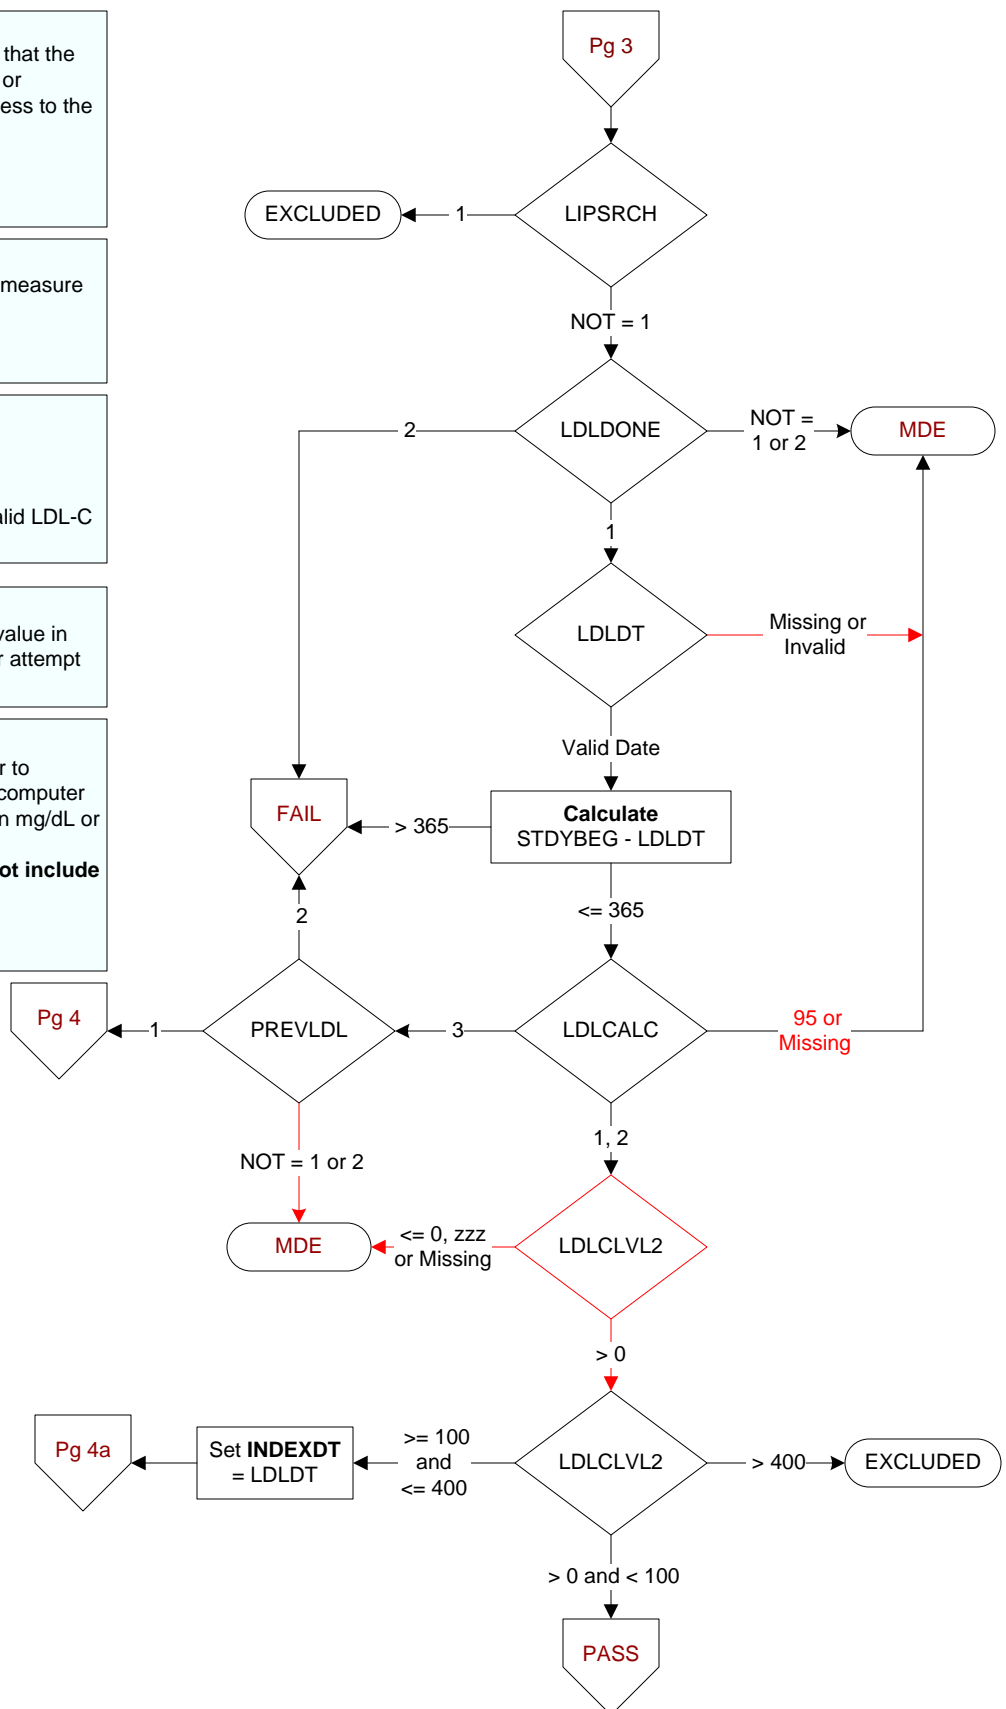 that the
or
ess to the
measure
alid LDL-C
value in
r attempt
r to
computer
n mg/dL or
ot include
Pg 3
LIPSRCH
1
EXCLUDED
NOT = 1
LDLDONE
2
NOT =
1 or 2
MDE
1
LDLDT
Missing or
Invalid
Valid Date
Calculate
STDYBEG - LDLDT
> 365
FAIL
<= 365
2
LDLCALC
3
PREVLDL
1
Pg 4
95 or
Missing
1, 2
NOT = 1 or 2
MDE
<= 0, zzz
or Missing
LDLCLVL2
> 0
LDLCLVL2
>= 100
and
<= 400
Set INDEXDT
= LDLDT
Pg 4a
> 400
EXCLUDED
> 0 and < 100
PASS